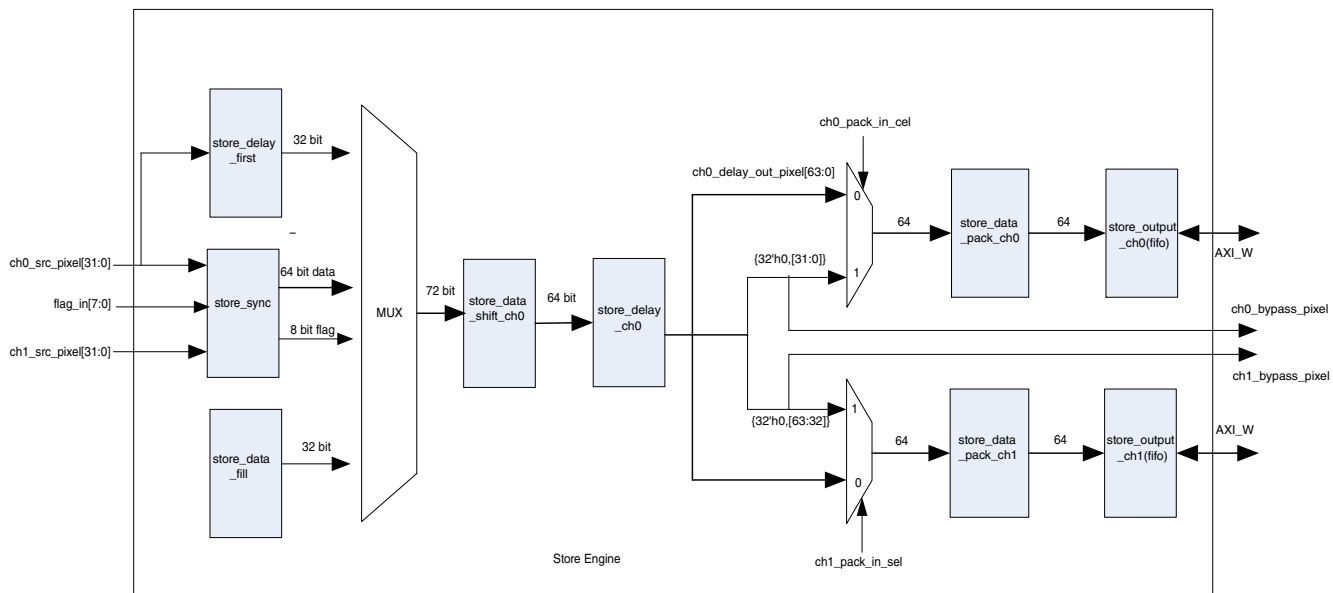 ch0_pack_in_cel
store_delay
_first
32 bit
ch0_delay_out_pixel[63:0]
0
64
store_data
_pack_ch0
64
store_output
_ch0(fifo)
AXI_W
–
ch0_src_pixel[31:0]
flag_in[7:0]
ch1_src_pixel[31:0]
store_sync
64 bit data
8 bit flag
MUX
72 bit
store_data
_shift_ch0
64 bit
store_delay
_ch0
{32'h0,[31:0]}
1
ch0_bypass_pixel
ch1_bypass_pixel
{32'h0,[63:32]}
1
store_data
_fill
32 bit
0
64
store_data
_pack_ch1
64
store_output
_ch1(fifo)
AXI_W
ch1_pack_in_sel
Store Engine